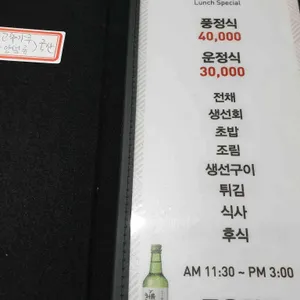 Lunch Special
풍정식
40,000
운정식
30,000
전채
생선회
초밥
조림
생선구이
튀김
식사
후식
AM 11:30 ~ PM 3:00